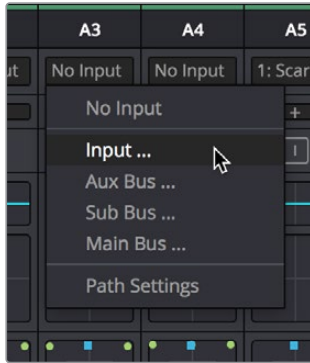 A3 A4 A5
ut No Input No Input 1: Scar
No Input
+
Input ...
I
Aux Bus ...
Sub Bus ...
Main Bus ...
Path Settings